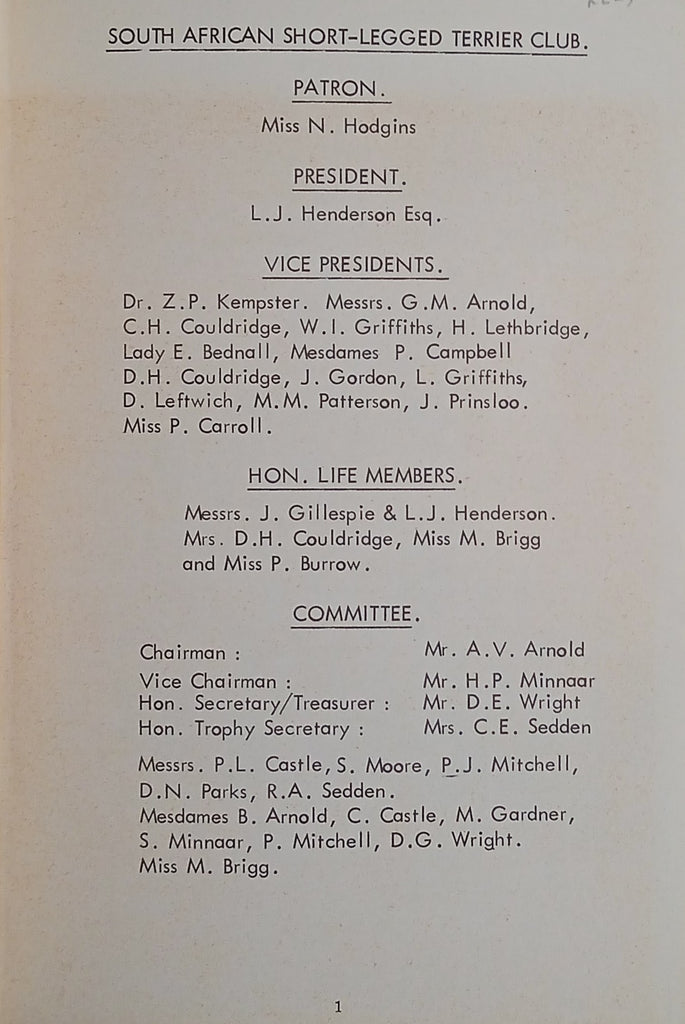 SOUTH AFRICAN SHORT-LEGGED TERRIER CLUB.
PATRON.
Miss N. Hodgins
PRESIDENT.
L.J. Henderson Esq.
VICE PRESIDENTS.
Dr. Z.P. Kempster. Messrs. G.M. Arnold,
C.H. Couldridge, W.I. Griffiths, H. Lethbridge,
Lady E. Bednall, Mesdames P. Campbell
D.H. Couldridge, J. Gordon, L. Griffiths,
D. Leftwich, M.M. Patterson, J. Prinsloo.
Miss P. Carroll.
HON. LIFE MEMBERS.
Messrs. J. Gillespie & L.J. Henderson.
Mrs. D.H. Couldridge, Miss M. Brigg
and Miss P. Burrow.
COMMITTEE.
Chairman : Mr. A.V. Arnold
Vice Chairman : Mr. H.P. Minnaar
Hon. Secretary/Treasurer : Mr. D.E. Wright
Hon. Trophy Secretary : Mrs. C.E. Sedden
Messrs. P.L. Castle, S. Moore, P.J. Mitchell,
D.N. Parks, R.A. Sedden.
Mesdames B. Arnold, C. Castle, M. Gardner,
S. Minnaar, P. Mitchell, D.G. Wright.
Miss M. Brigg.
1